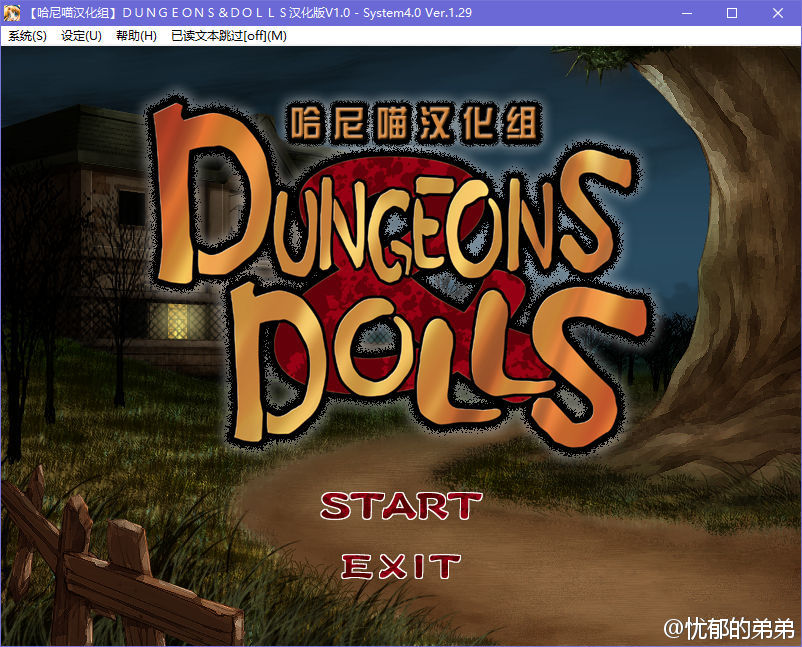 【哈尼喵汉化组】ＤＵＮＧＥＯＮＳ＆ＤＯＬＬＳ汉化版V1.0 - System4.0 Ver.1.29
系统(S) 设定(U) 帮助(H) 已读文本跳过[off](M)
哈尼喵汉化组
DUNGEONS
&
DOLLS
START
EXIT
@忧郁的弟弟